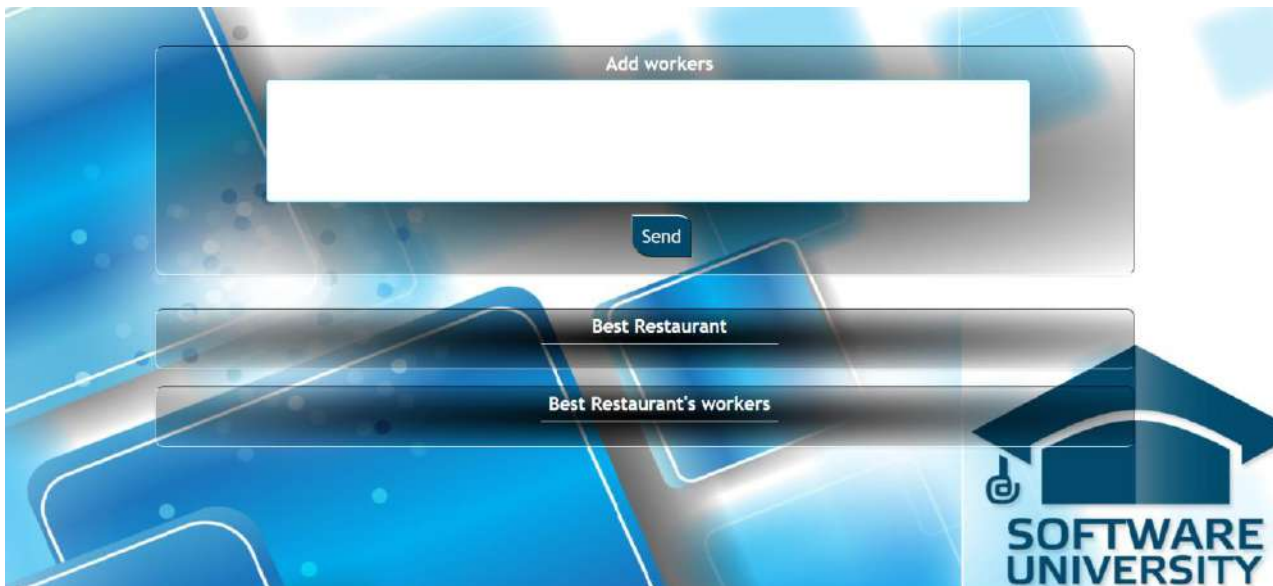 Add workers
Send
Best Restaurant
Best Restaurant's workers
SOFTWARE
UNIVERSITY